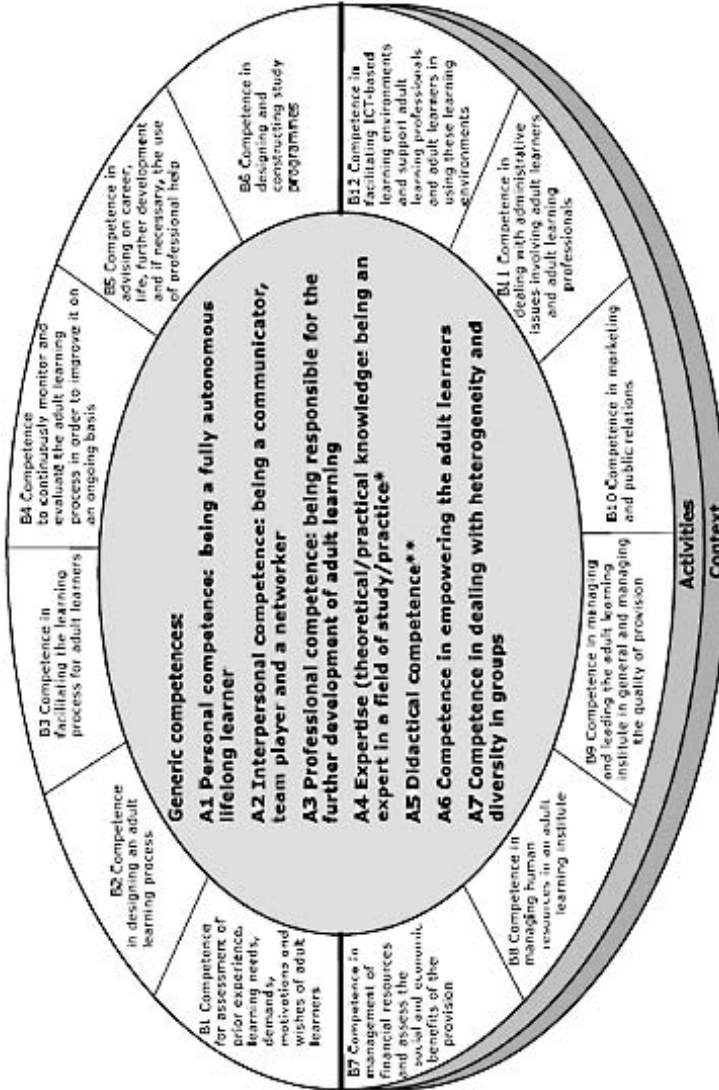 B1 Competence
for assessment of
prior experience,
learning needs,
demands,
motivations and
wishes of adult
learners
B2 Competence
in designing an adult
learning process
B3 Competence in
facilitating the learning
process for adult learners
B4 Competence
to continuously monitor and
evaluate the adult learning
process in order to improve it on
an ongoing basis
B5 Competence in
advising on career,
life, further development
and if necessary, the use
of professional help
B6 Competence in
designing and
constructing study
programmes
Generic competences:
A1 Personal competence: being a fully autonomous
lifelong learner
A2 Interpersonal competence: being a communicator,
team player and a networker
A3 Professional competence: being responsible for the
further development of adult learning
A4 Expertise (theoretical/practical knowledge: being an
expert in a field of study/practice*
A5 Didactical competence**
A6 Competence in empowering the adult learners
A7 Competence in dealing with heterogeneity and
diversity in groups
B7 Competence in
management of
financial resources
and assess the
social and economic
benefits of the
provision
B8 Competence in
managing human
resources in an adult
learning institute
B9 Competence in managing
and leading the adult learning
institute in general and managing
the quality of provision
B10 Competence in marketing
and public relations
B11 Competence in
dealing with administrative
issues involving adult learners
and adult learning
professionals
B12 Competence in
facilitating ICT-based
learning environments
and support adult
learning professionals
and adult learners in
using these learning
environments
Activities
Context